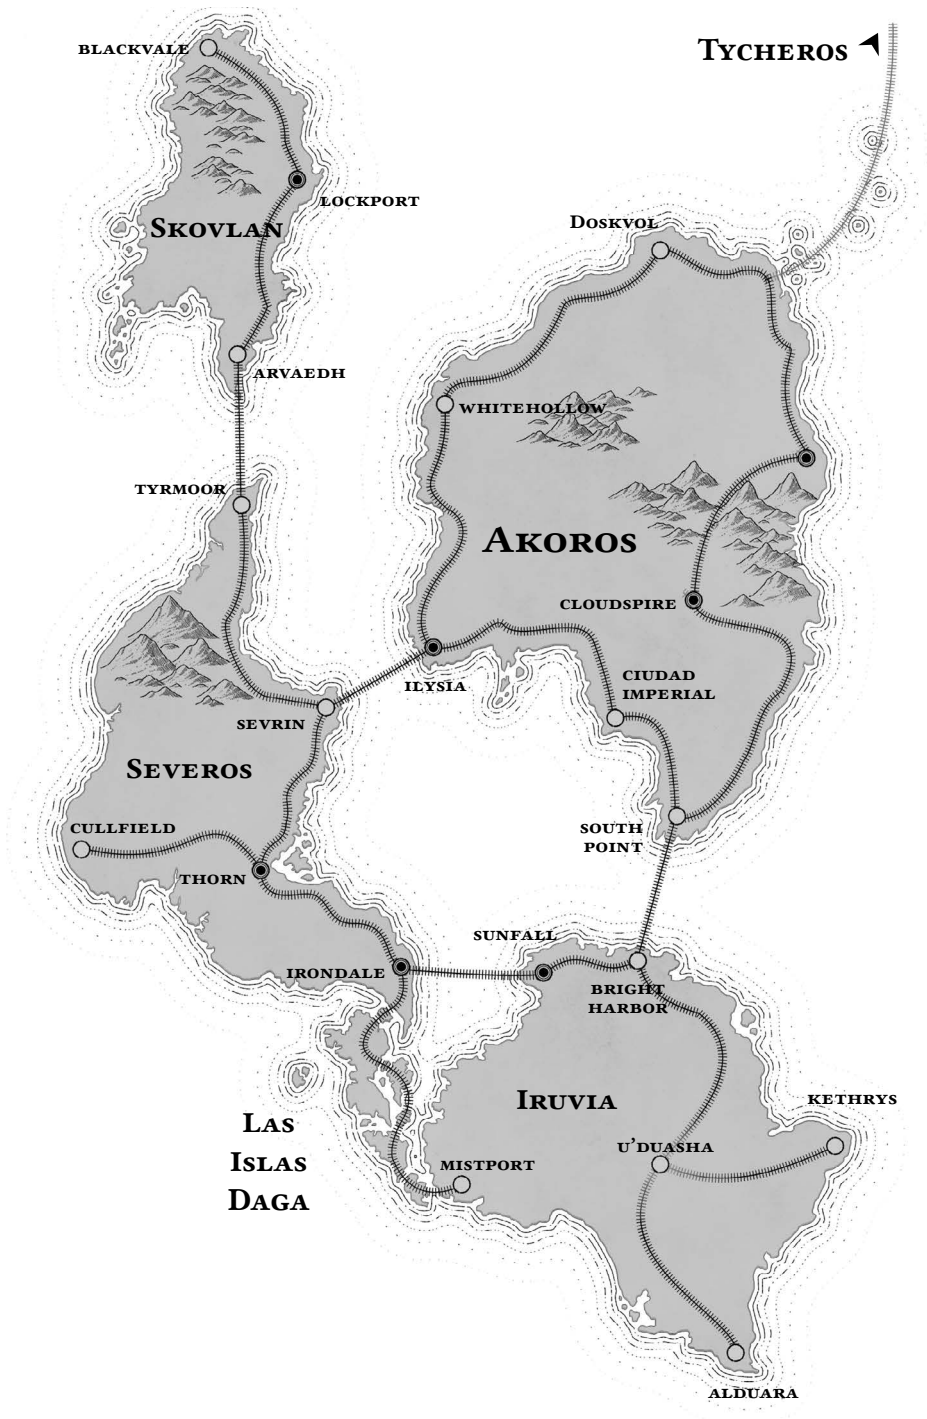 Blackvale
Tycheros
Lockport
Skovlan
Doskvol
Arvaedh
Whitehollow
Tyrmoor
Akoros
Cloudspire
Ilysia
Ciudad
Imperial
Sevrin
Severos
Cullfield
South
Point
Thorn
Sunfall
Irondale
Bright
Harbor
Iruvia
Kethrys
Las
Islas
Daga
U'Duasha
Mistport
Alduara